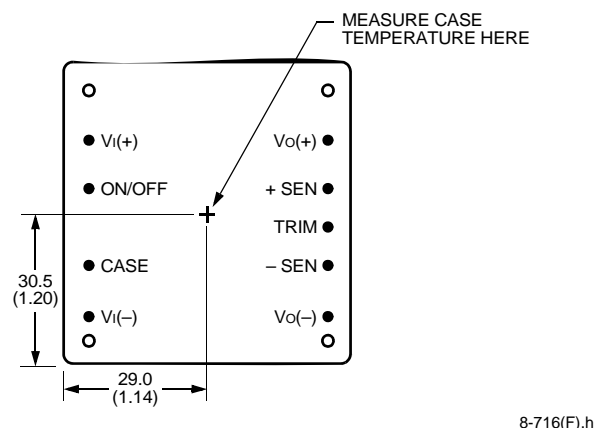 MEASURE CASE
TEMPERATURE HERE
VI(+)
VO(+)
ON/OFF
+ SEN
TRIM
CASE
– SEN
30.5
(1.20)
VI(–)
VO(–)
29.0
(1.14)
8-716(F).h